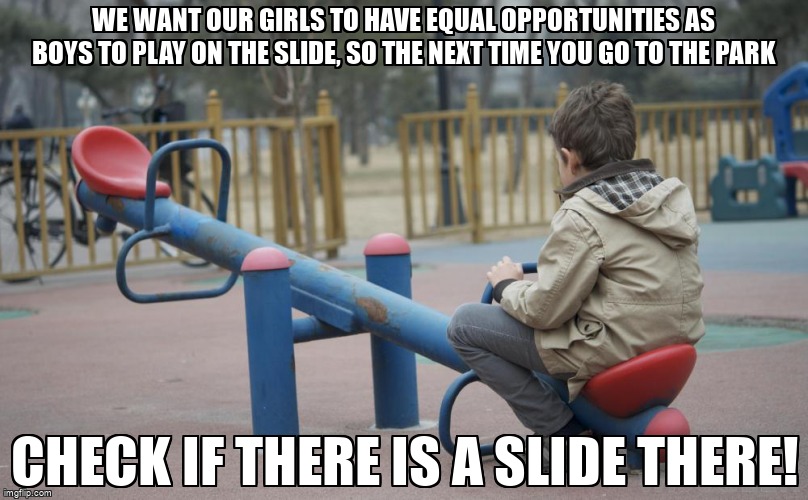 WE WANT OUR GIRLS TO HAVE EQUAL OPPORTUNITIES AS
BOYS TO PLAY ON THE SLIDE, SO THE NEXT TIME YOU GO TO THE PARK
CHECK IF THERE IS A SLIDE THERE!
imgflip.com